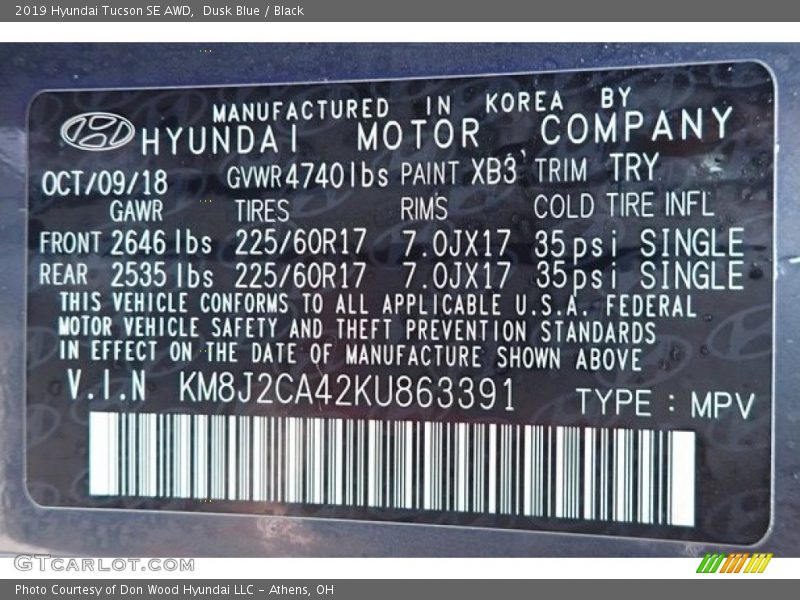 2019 Hyundai Tucson SE AWD, Dusk Blue / Black
MANUFACTURED IN KOREA BY
HYUNDAI MOTOR COMPANY
OCT/09/18 GVWR4740lbs PAINT XB3 TRIM TRY
GAWR TIRES RIMS COLD TIRE INFL
FRONT 2646 lbs 225/60R17 7.0JX17 35psi SINGLE
REAR 2535 lbs 225/60R17 7.0JX17 35psi SINGLE
THIS VEHICLE CONFORMS TO ALL APPLICABLE U.S.A. FEDERAL
MOTOR VEHICLE SAFETY AND THEFT PREVENTION STANDARDS
IN EFFECT ON THE DATE OF MANUFACTURE SHOWN ABOVE
V.I.N KM8J2CA42KU863391 TYPE : MPV
GTCARLOT.COM
Photo Courtesy of Don Wood Hyundai LLC - Athens, OH